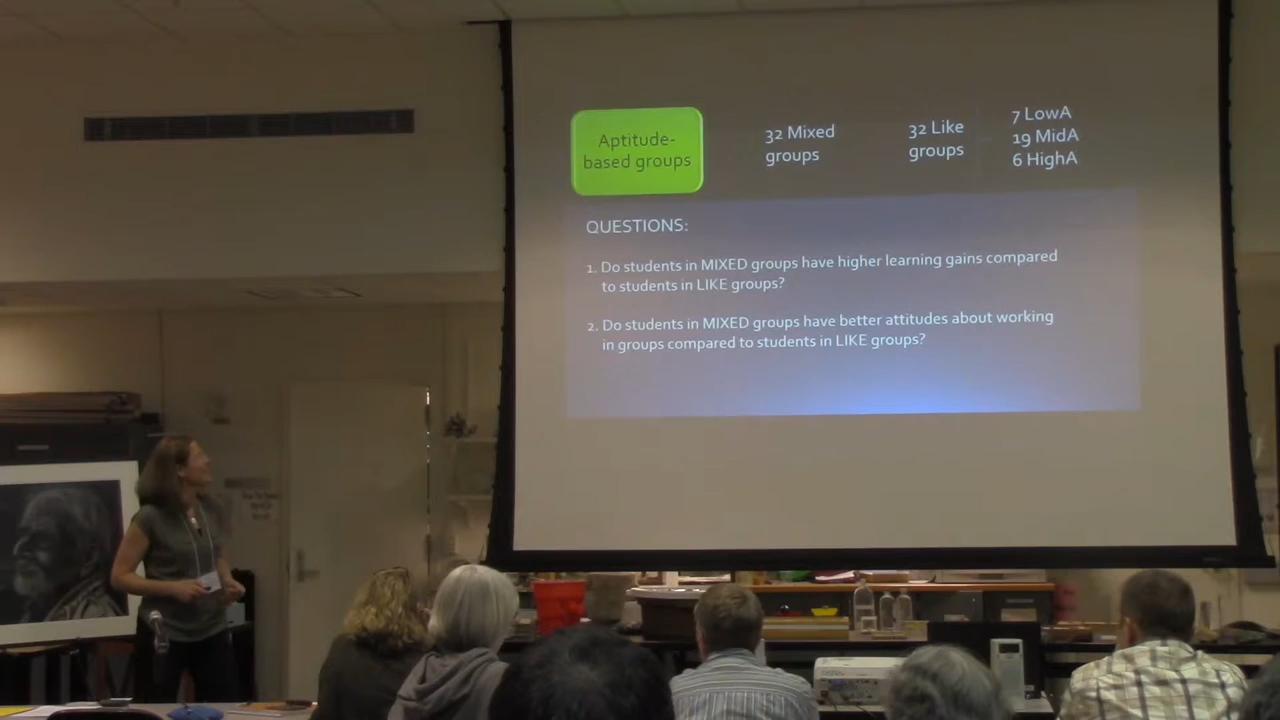 Aptitude-
based groups
32 Mixed
groups
32 Like
groups
7 LowA
19 MidA
6 HighA
QUESTIONS:
1. Do students in MIXED groups have higher learning gains compared
to students in LIKE groups?
2. Do students in MIXED groups have better attitudes about working
in groups compared to students in LIKE groups?